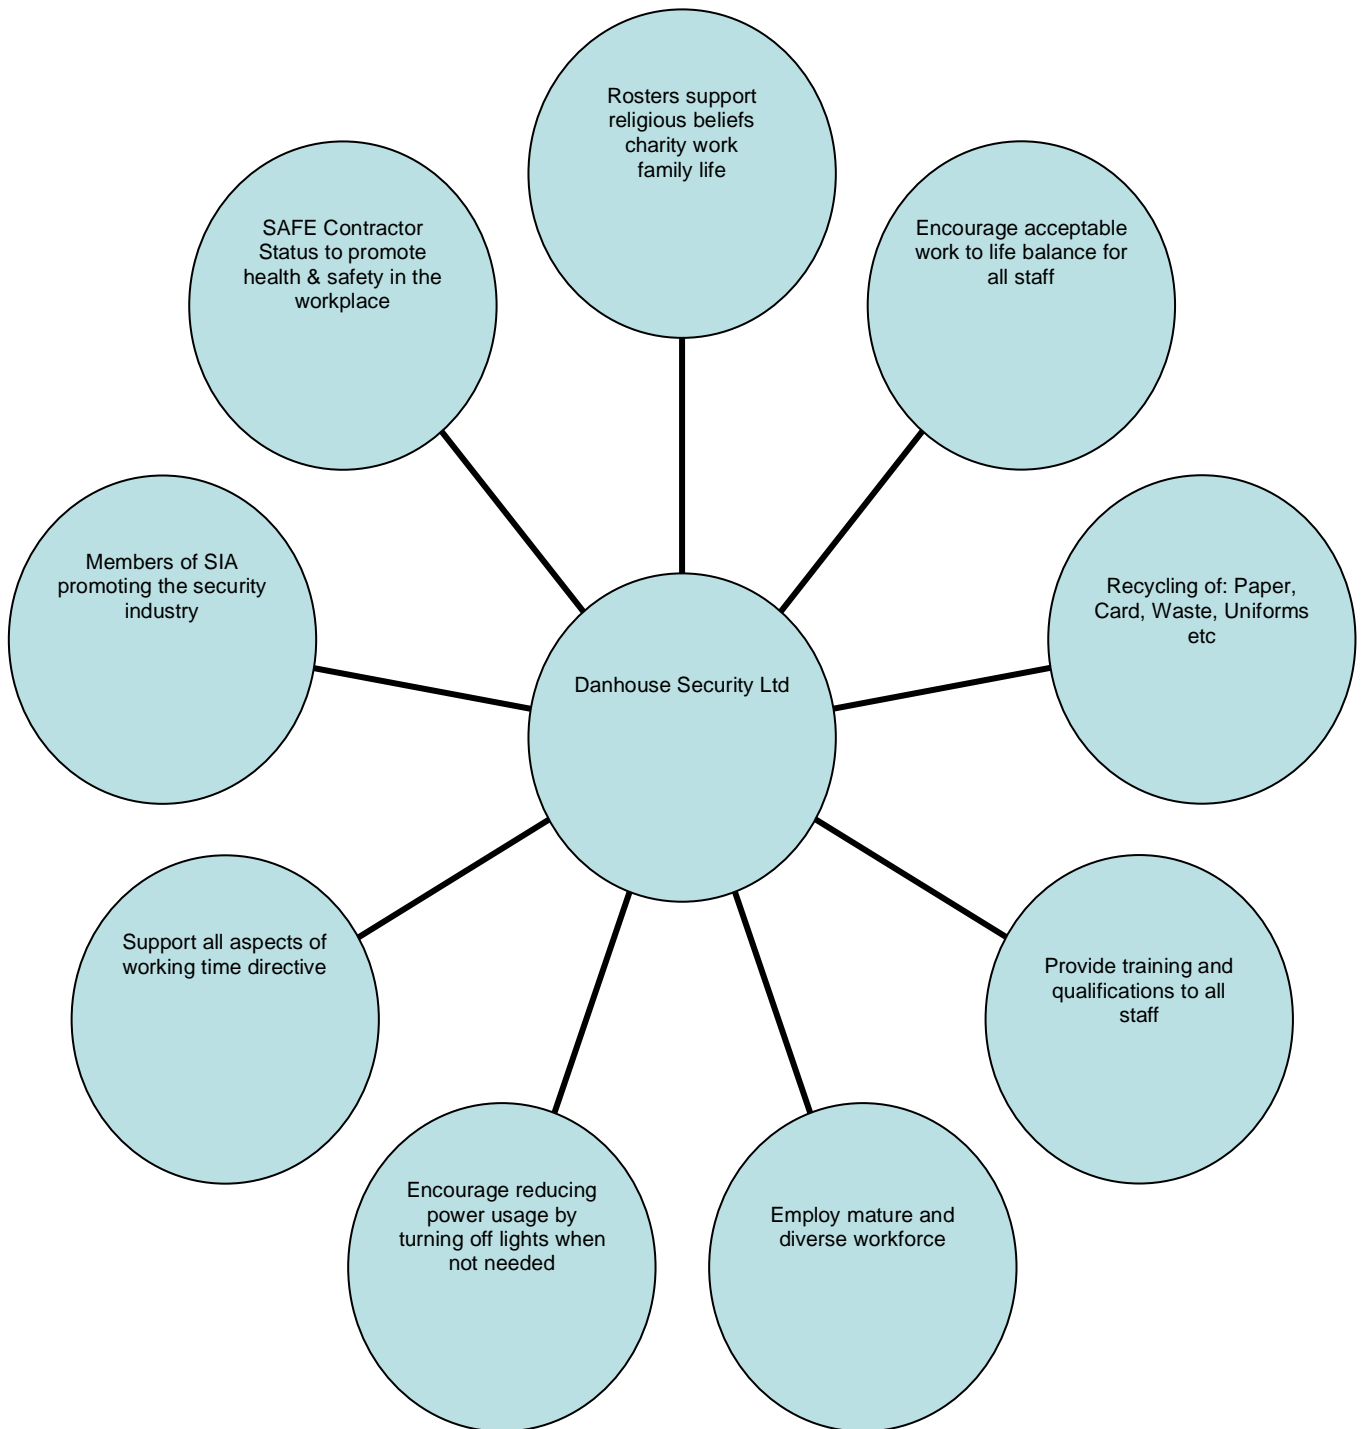 Rosters support
religious beliefs
charity work
family life
SAFE Contractor
Status to promote
health & safety in the
workplace
Encourage acceptable
work to life balance for
all staff
Members of SIA
promoting the security
industry
Recycling of: Paper,
Card, Waste, Uniforms
etc
Danhouse Security Ltd
Support all aspects of
working time directive
Provide training and
qualifications to all
staff
Encourage reducing
power usage by
turning off lights when
not needed
Employ mature and
diverse workforce